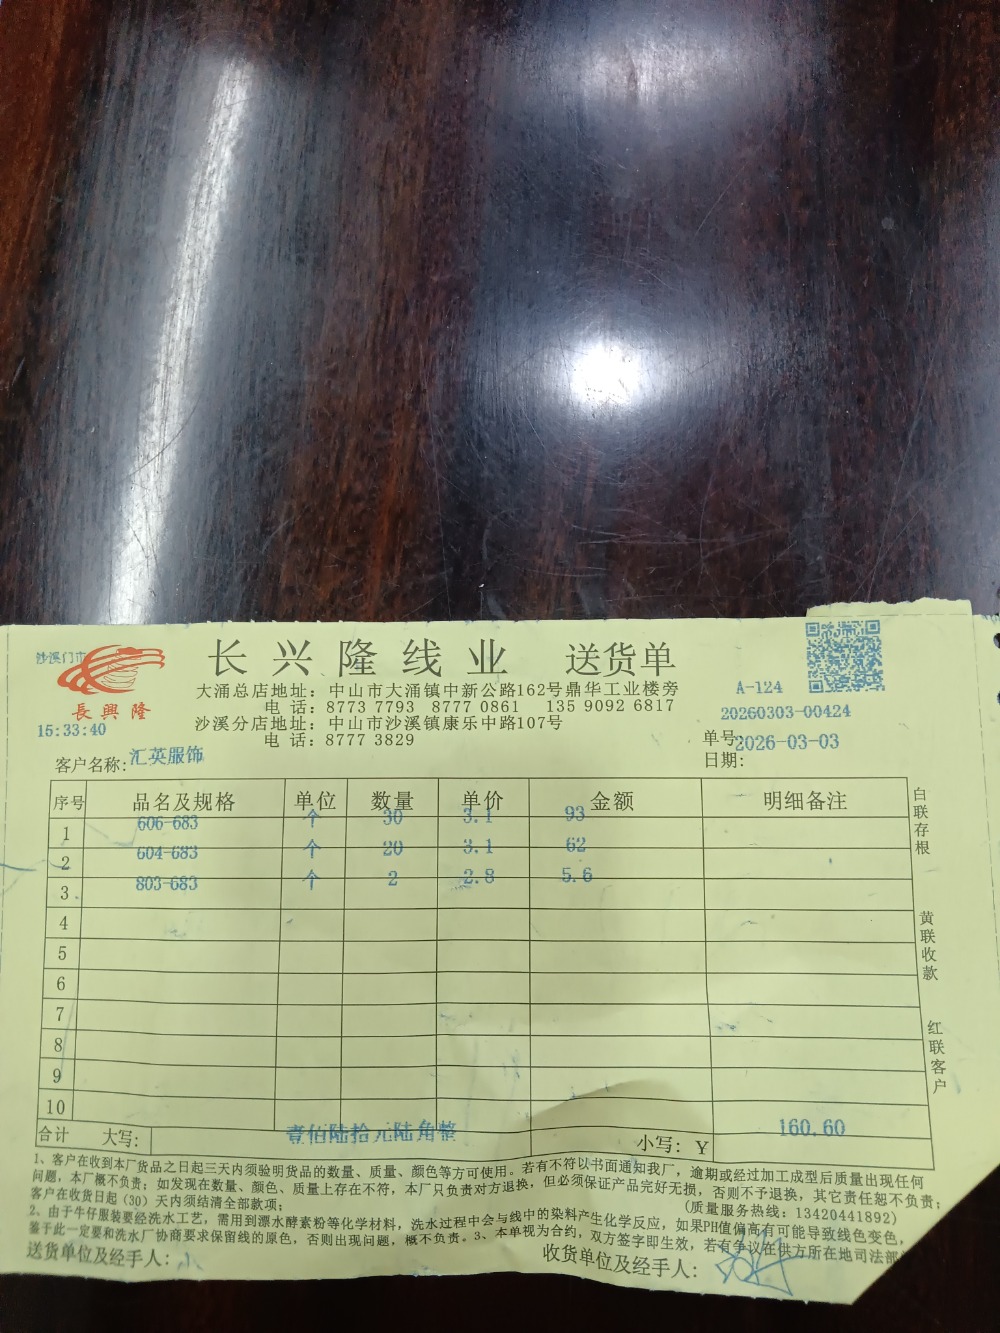 沙溪门市
長興隆
15:33:40
长兴隆线业 送货单
大涌总店地址：中山市大涌镇中新公路162号鼎华工业楼旁
电话：8773 7793 8777 0861 135 9092 6817
沙溪分店地址：中山市沙溪镇康乐中路107号
电话：8777 3829
A-124
20260303-00424
单号:
2026-03-03
日期:
客户名称: 汇英服饰
序号 品名及规格 单位 数量 单价 金额 明细备注
1 606-683 个 30 3.1 93
2 604-683 个 20 3.1 62
3 803-683 个 2 2.8 5.6
4
5
6
7
8
9
10
合计 大写: 壹佰陆拾元陆角整 小写: ￥ 160.60
白联存根
黄联收款
红联客户
1、客户在收到本厂货品之日起三天内须验明货品的数量、质量、颜色等方可使用。若有不符以书面通知我厂，逾期或经过加工成型后质量出现任何
问题，本厂概不负责；如发现在数量、颜色、质量上存在不符，本厂只负责对方退换，但必须保证产品完好无损，否则不予退换，其它责任恕不负责；
客户在收货日起（30）天内须结清全部款项； (质量服务热线：13420441892)
2、由于牛仔服装要经洗水工艺，需用到漂水酵素粉等化学材料，洗水过程中会与线中的染料产生化学反应，如果PH值偏高有可能导致线色变色，
鉴于此一定要和洗水厂协商要求保留线的原色，否则出现问题，概不负责。3、本单视为合约，双方签字即生效，若有争议在供方所在地司法部
送货单位及经手人： 收货单位及经手人：